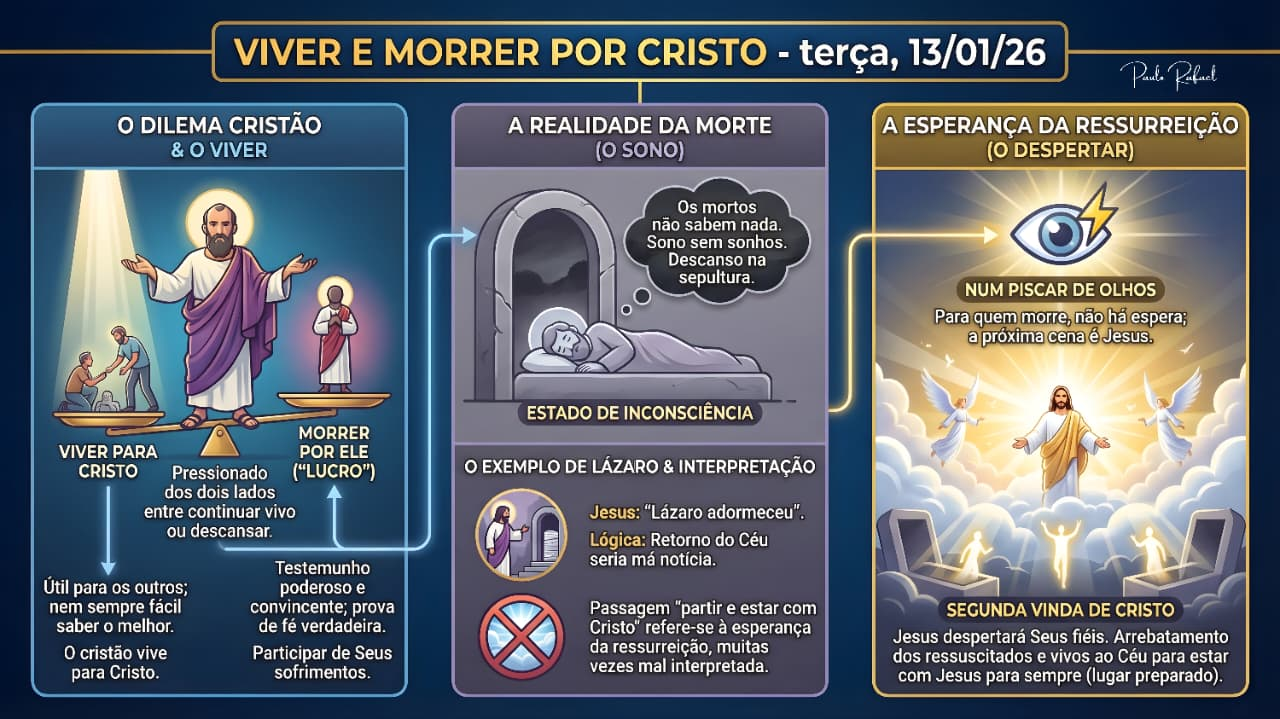 VIVER E MORRER POR CRISTO - terça, 13/01/26
Paulo Rafael
O DILEMA CRISTÃO
& O VIVER
VIVER PARA
CRISTO
MORRER
POR ELE
("LUCRO")
Pressionado
dos dois lados
entre continuar vivo
ou descansar.
Útil para os outros;
nem sempre fácil
saber o melhor.
O cristão vive
para Cristo.
Testemunho
poderoso e
convincente; prova
de fé verdadeira.
Participar de Seus
sofrimentos.
A REALIDADE DA MORTE
(O SONO)
Os mortos
não sabem nada.
Sono sem sonhos.
Descanso na
sepultura.
ESTADO DE INCONSCIÊNCIA
O EXEMPLO DE LÁZARO & INTERPRETAÇÃO
Jesus: “Lázaro adormeceu”.
Lógica: Retorno do Céu
seria má notícia.
Passagem “partir e estar com
Cristo" refere-se à esperança
da ressurreição, muitas
vezes mal interpretada.
A ESPERANÇA DA RESSURREIÇÃO
(O DESPERTAR)
NUM PISCAR DE OLHOS
Para quem morre, não há espera;
a próxima cena é Jesus.
SEGUNDA VINDA DE CRISTO
Jesus despertará Seus fiéis. Arrebatamento
dos ressuscitados e vivos ao Céu para estar
com Jesus para sempre (lugar preparado).